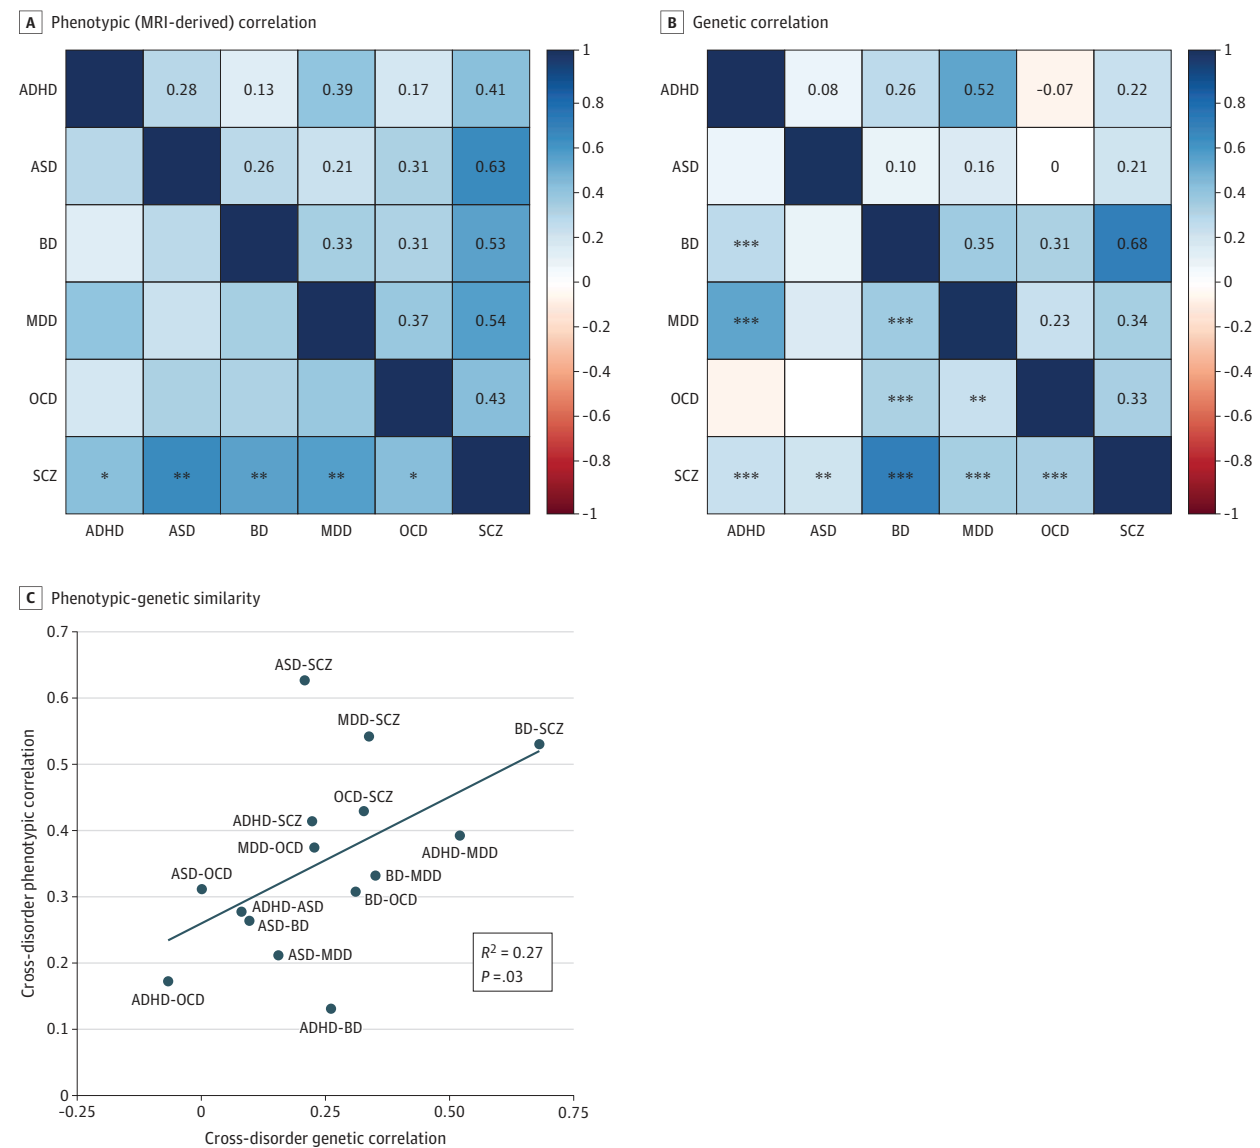 A Phenotypic (MRI-derived) correlation
ADHD 0.28 0.13 0.39 0.17 0.41
ASD 0.26 0.21 0.31 0.63
BD 0.33 0.31 0.53
MDD 0.37 0.54
OCD 0.43
SCZ * ** ** ** *
ADHD ASD BD MDD OCD SCZ
1
0.8
0.6
0.4
0.2
0
-0.2
-0.4
-0.6
-0.8
-1
B Genetic correlation
ADHD 0.08 0.26 0.52 -0.07 0.22
ASD 0.10 0.16 0 0.21
BD *** 0.35 0.31 0.68
MDD *** *** 0.23 0.34
OCD *** ** 0.33
SCZ *** ** *** *** ***
ADHD ASD BD MDD OCD SCZ
1
0.8
0.6
0.4
0.2
0
-0.2
-0.4
-0.6
-0.8
-1
C Phenotypic-genetic similarity
Cross-disorder phenotypic correlation
0.7
0.6
0.5
0.4
0.3
0.2
0.1
0
ASD-SCZ
MDD-SCZ
BD-SCZ
OCD-SCZ
ADHD-SCZ
MDD-OCD
ADHD-MDD
ASD-OCD
BD-MDD
BD-OCD
ADHD-ASD
ASD-BD
ASD-MDD
ADHD-OCD
ADHD-BD
R² = 0.27
P =.03
-0.25 0 0.25 0.50 0.75
Cross-disorder genetic correlation